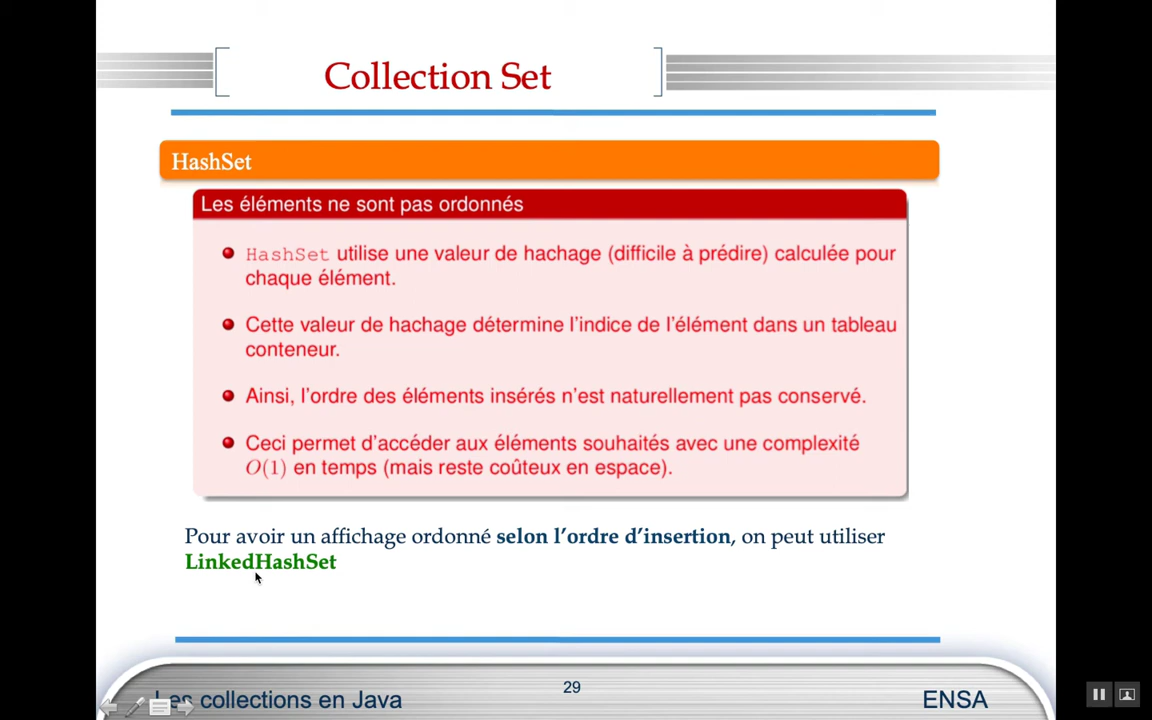 Collection Set
HashSet
Les éléments ne sont pas ordonnés
HashSet utilise une valeur de hachage (difficile à prédire) calculée pour
chaque élément.
Cette valeur de hachage détermine l'indice de l'élément dans un tableau
conteneur.
Ainsi, l'ordre des éléments insérés n'est naturellement pas conservé.
Ceci permet d'accéder aux éléments souhaités avec une complexité
O(1) en temps (mais reste coûteux en espace).
Pour avoir un affichage ordonné selon l'ordre d'insertion, on peut utiliser
LinkedHashSet
Les collections en Java
29
ENSA